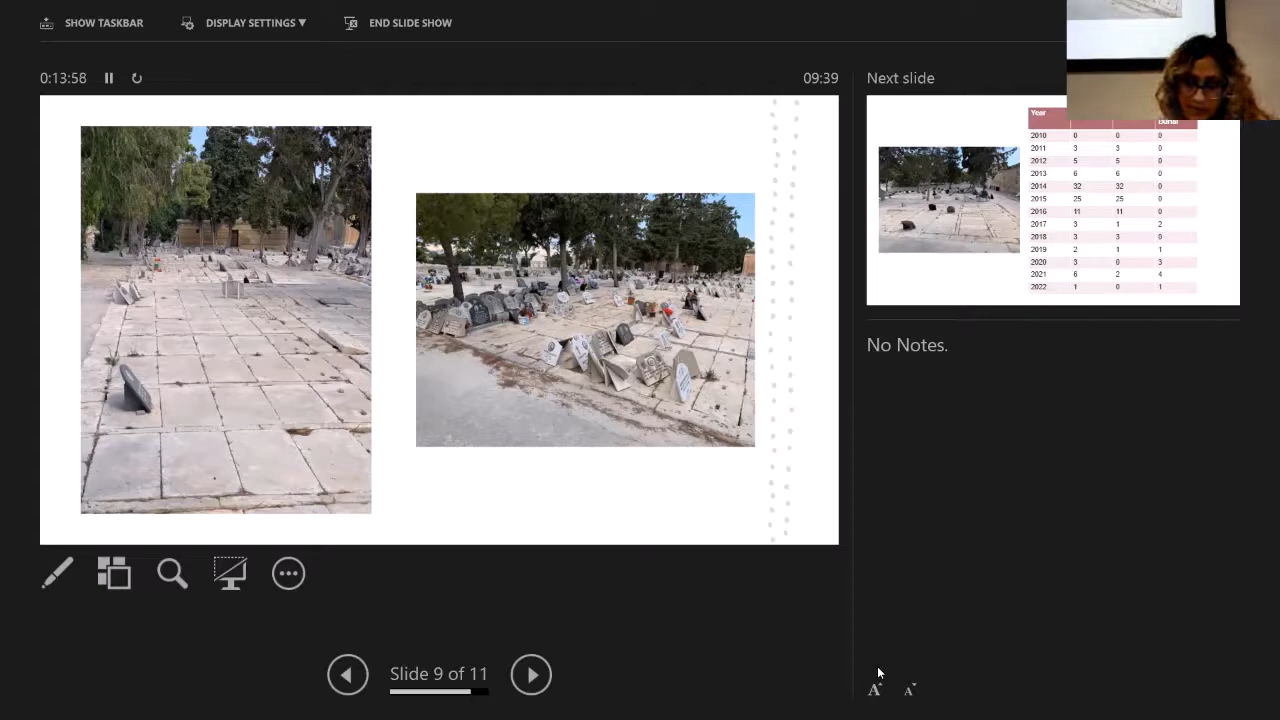 SHOW TASKBAR
DISPLAY SETTINGS ▼
END SLIDE SHOW
0:13:58
09:39
Next slide
Year
Burial
2010 0 0 0
2011 3 3 0
2012 5 5 0
2013 6 6 0
2014 32 32 0
2015 25 25 0
2016 11 11 0
2017 3 1 2
2018 3 3 0
2019 2 1 1
2020 3 0 3
2021 6 2 4
2022 1 0 1
No Notes.
Slide 9 of 11
A A